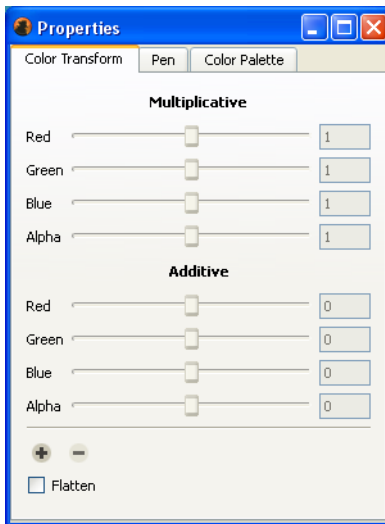 Properties
Color Transform Pen Color Palette
Multiplicative
Red 1
Green 1
Blue 1
Alpha 1
Additive
Red 0
Green 0
Blue 0
Alpha 0
Flatten